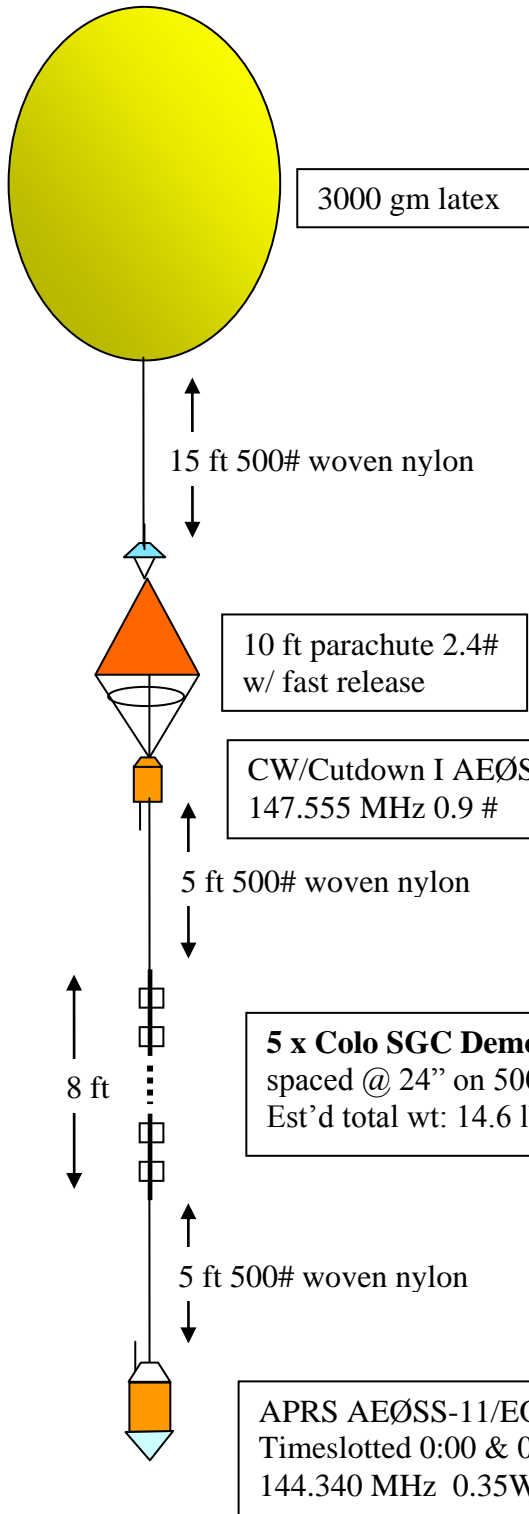 3000 gm latex
15 ft 500# woven nylon
10 ft parachute 2.4#
w/ fast release
CW/Cutdown I AEØS
147.555 MHz 0.9 #
5 ft 500# woven nylon
8 ft
5 x Colo SGC Demo
spaced @ 24” on 500
Est’d total wt: 14.6 l
5 ft 500# woven nylon
APRS AEØSS-11/EO
Timeslotted 0:00 & 0
144.340 MHz 0.35W